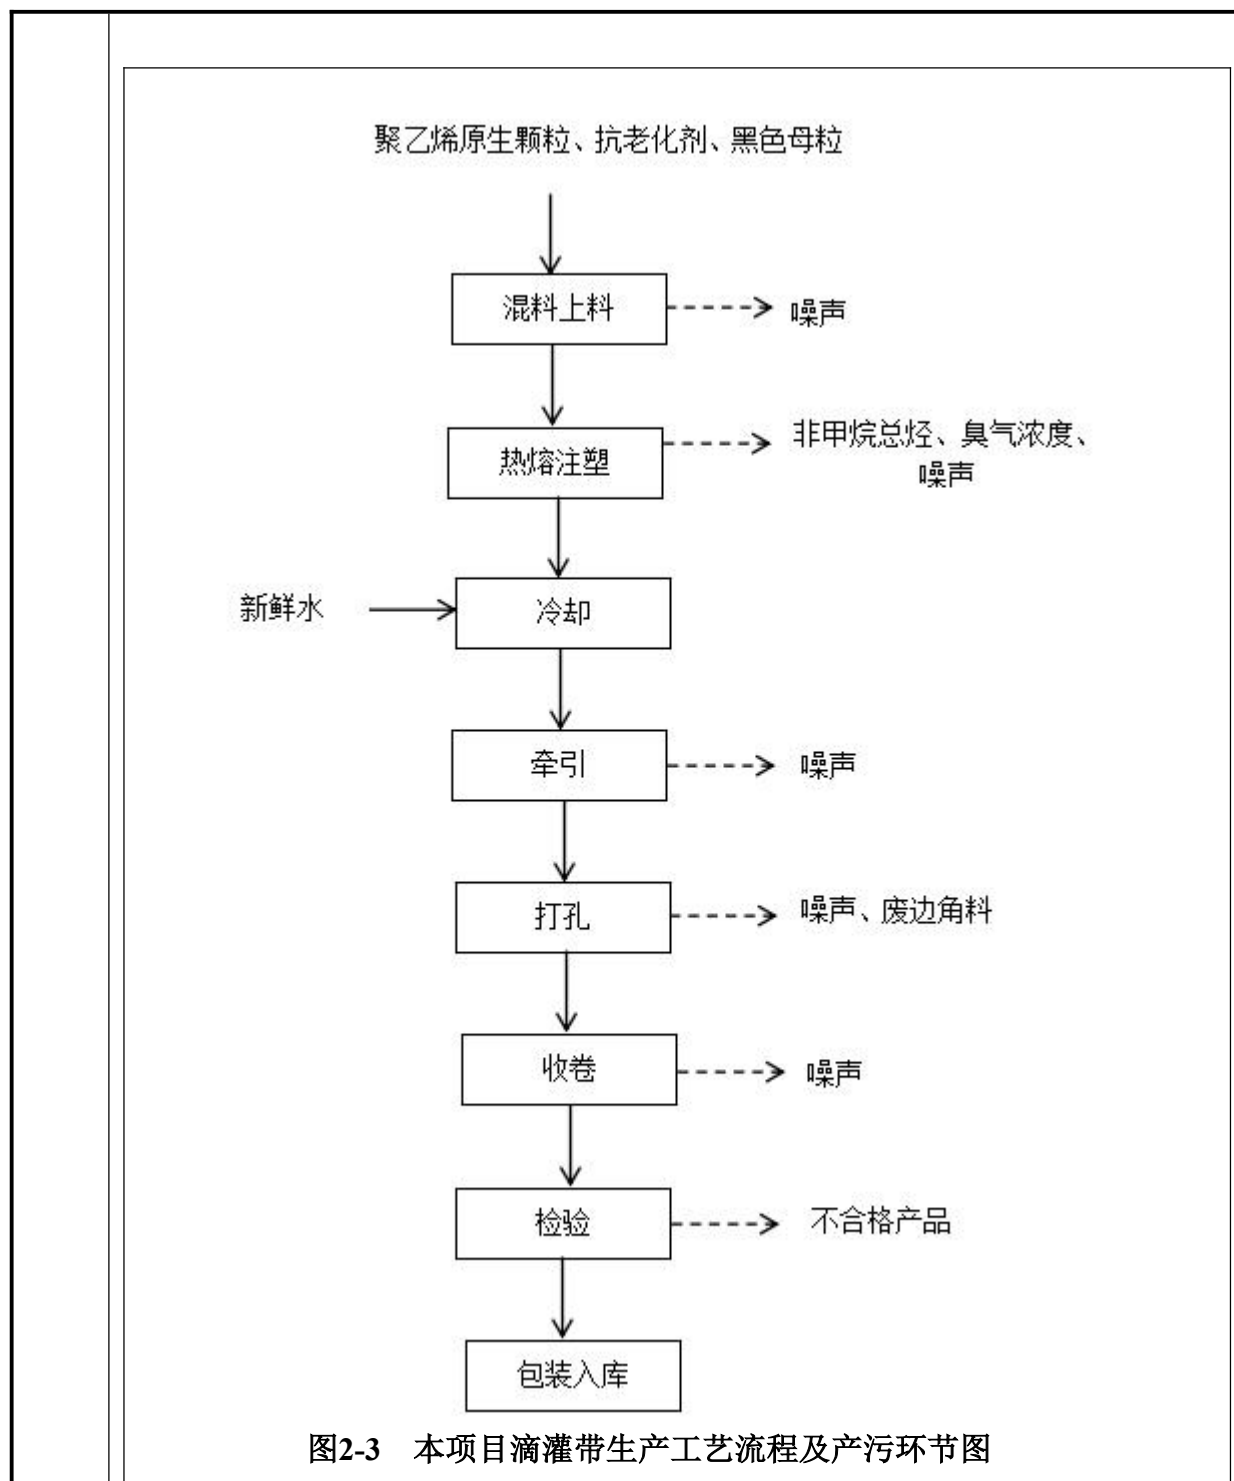 聚乙烯原生颗粒、抗老化剂、黑色母粒
混料上料
噪声
热熔注塑
非甲烷总烃、臭气浓度、
噪声
新鲜水
冷却
牵引
噪声
打孔
噪声、废边角料
收卷
噪声
检验
不合格产品
包装入库
图2-3 本项目滴灌带生产工艺流程及产污环节图